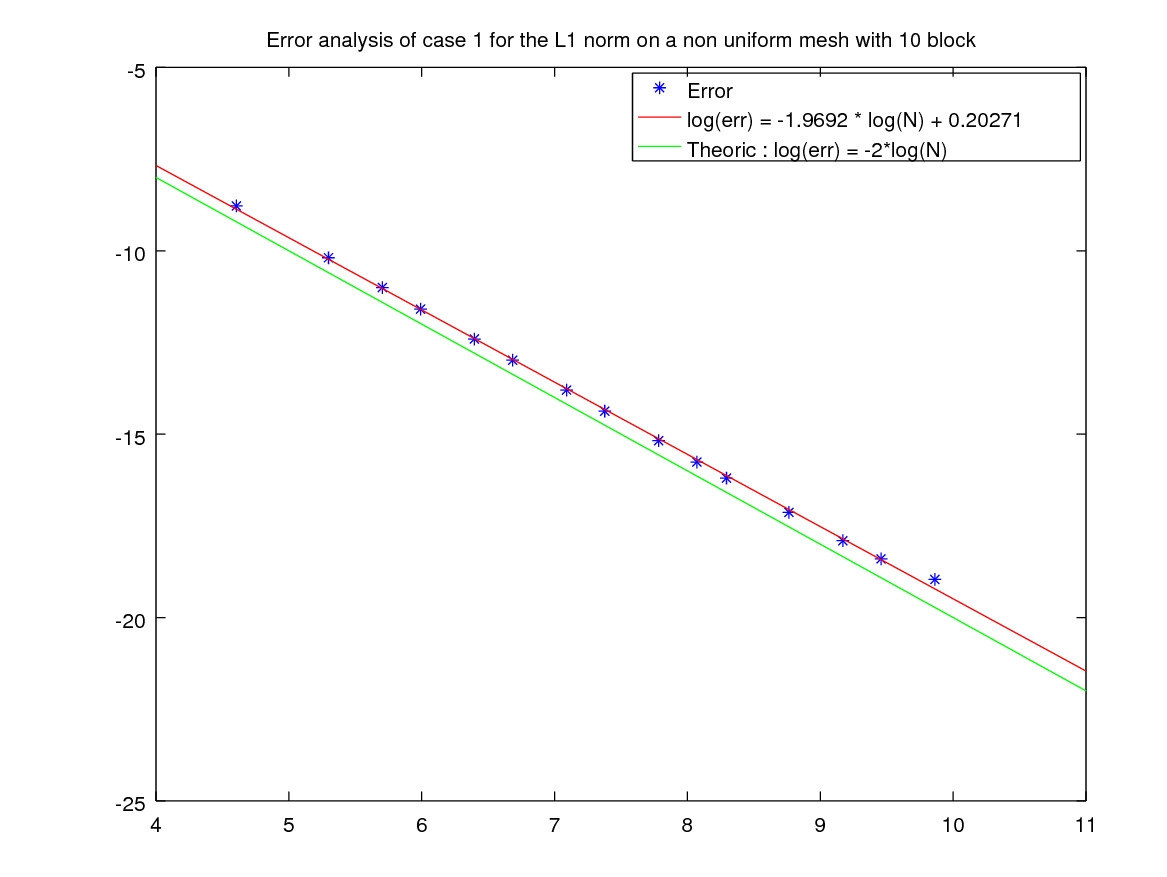 Error analysis of case 1 for the L1 norm on a non uniform mesh with 10 block
-5
Error
log(err) = -1.9692 * log(N) + 0.20271
Theoric : log(err) = -2*log(N)
-10
-15
-20
-25
4 5 6 7 8 9 10 11